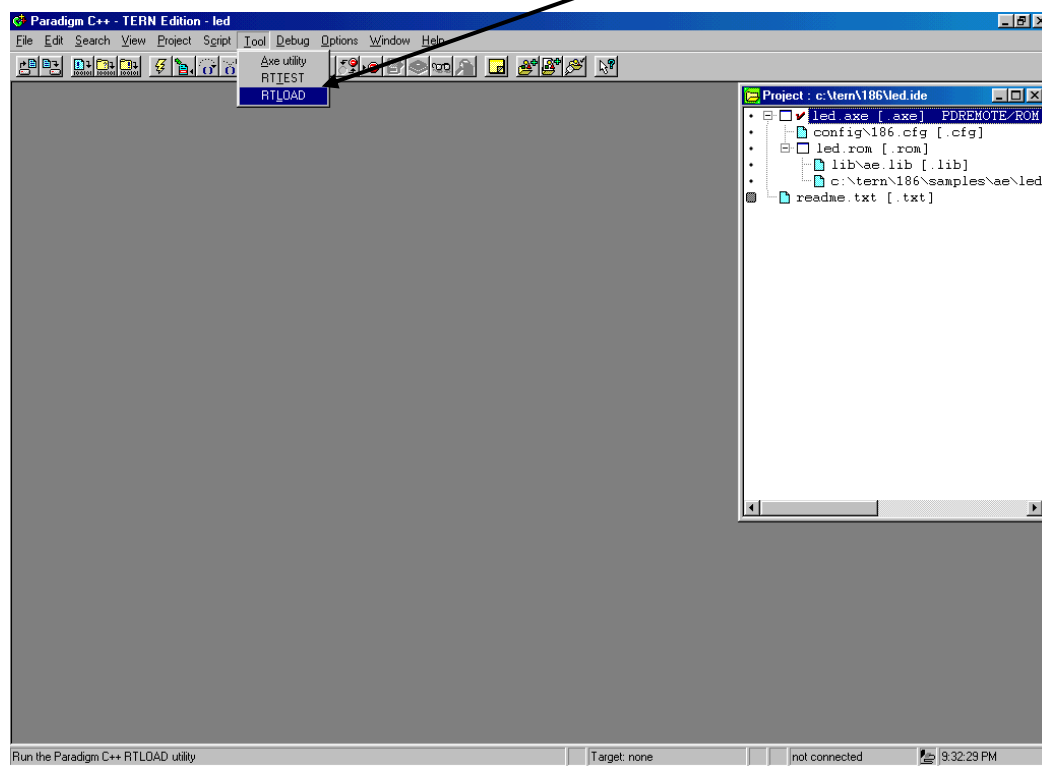 Paradigm C++ - TERN Edition - led
File Edit Search View Project Script Tool Debug Options Window Help
Axe utility
RTTEST
RTLOAD
Project : c:\tern\186\led.ide
led.axe [.axe] PDREMOTE/ROM
config\186.cfg [.cfg]
led.rom [.rom]
lib\ae.lib [.lib]
c:\tern\186\samples\ae\led
readme.txt [.txt]
Run the Paradigm C++ RTLOAD utility
Target: none
not connected
9:32:29 PM